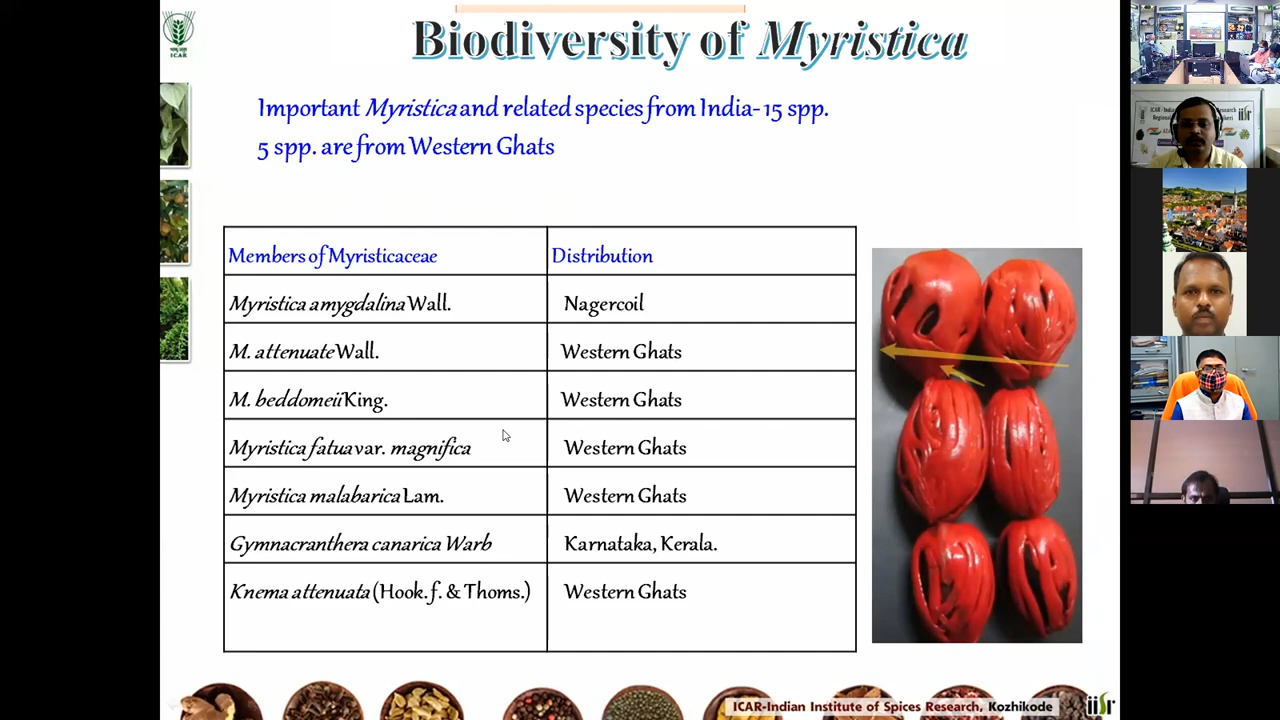 Biodiversity of Myristica
ICAR
Important Myristica and related species from India- 15 spp.
5 spp. are from Western Ghats
Members of Myristicaceae Distribution
Myristica amygdalina Wall. Nagercoil
M. attenuate Wall. Western Ghats
M. beddomeii King. Western Ghats
Myristica fatua var. magnifica Western Ghats
Myristica malabarica Lam. Western Ghats
Gymnacranthera canarica Warb Karnataka, Kerala.
Knema attenuata (Hook. f. & Thoms.) Western Ghats
ICAR-Indian Institute of Spices Research, Kozhikode
iisr